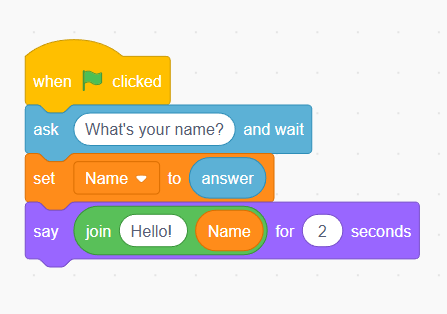 when clicked
ask What's your name? and wait
set Name to answer
say join Hello! Name for 2 seconds